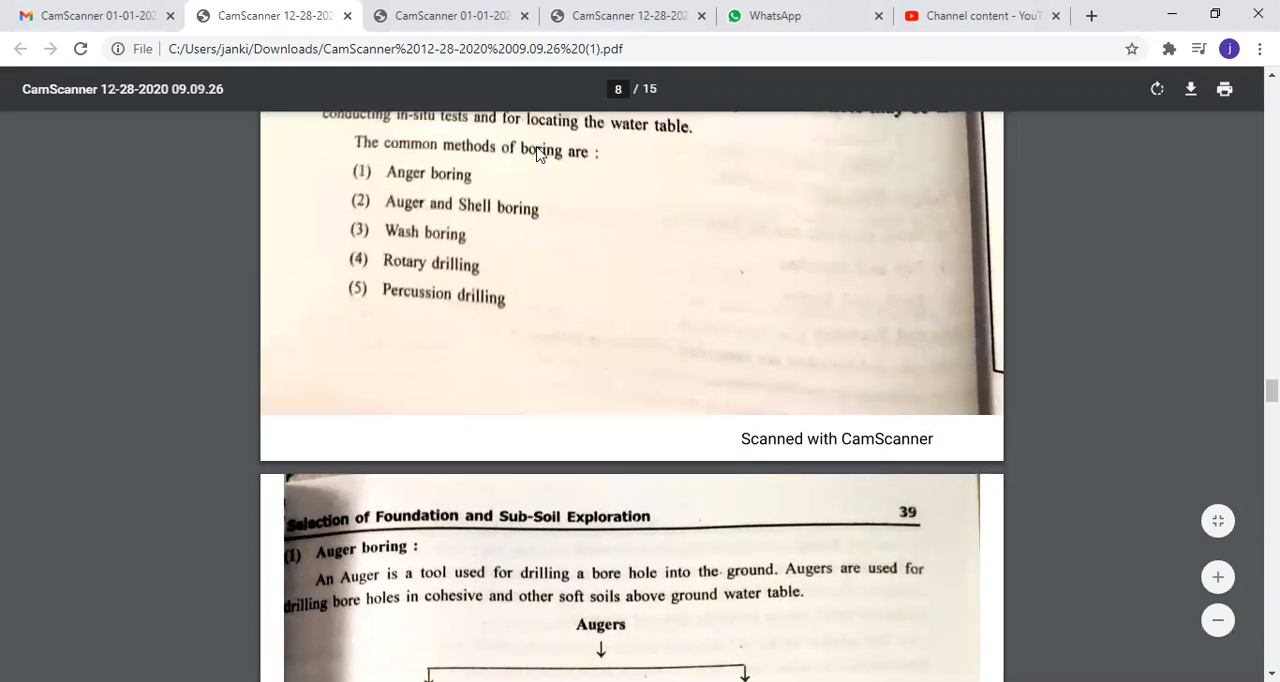 CamScanner 01-01-202
CamScanner 12-28-202
CamScanner 01-01-202
CamScanner 12-28-202
WhatsApp
Channel content - YouT
File
C:/Users/janki/Downloads/CamScanner%2012-28-2020%2009.09.26%20(1).pdf
j
CamScanner 12-28-2020 09.09.26
8 / 15
conducting in-situ tests and for locating the water table.
The common methods of boring are :
(1) Anger boring
(2) Auger and Shell boring
(3) Wash boring
(4) Rotary drilling
(5) Percussion drilling
Scanned with CamScanner
Selection of Foundation and Sub-Soil Exploration 39
(1) Auger boring :
An Auger is a tool used for drilling a bore hole into the ground. Augers are used for
drilling bore holes in cohesive and other soft soils above ground water table.
Augers